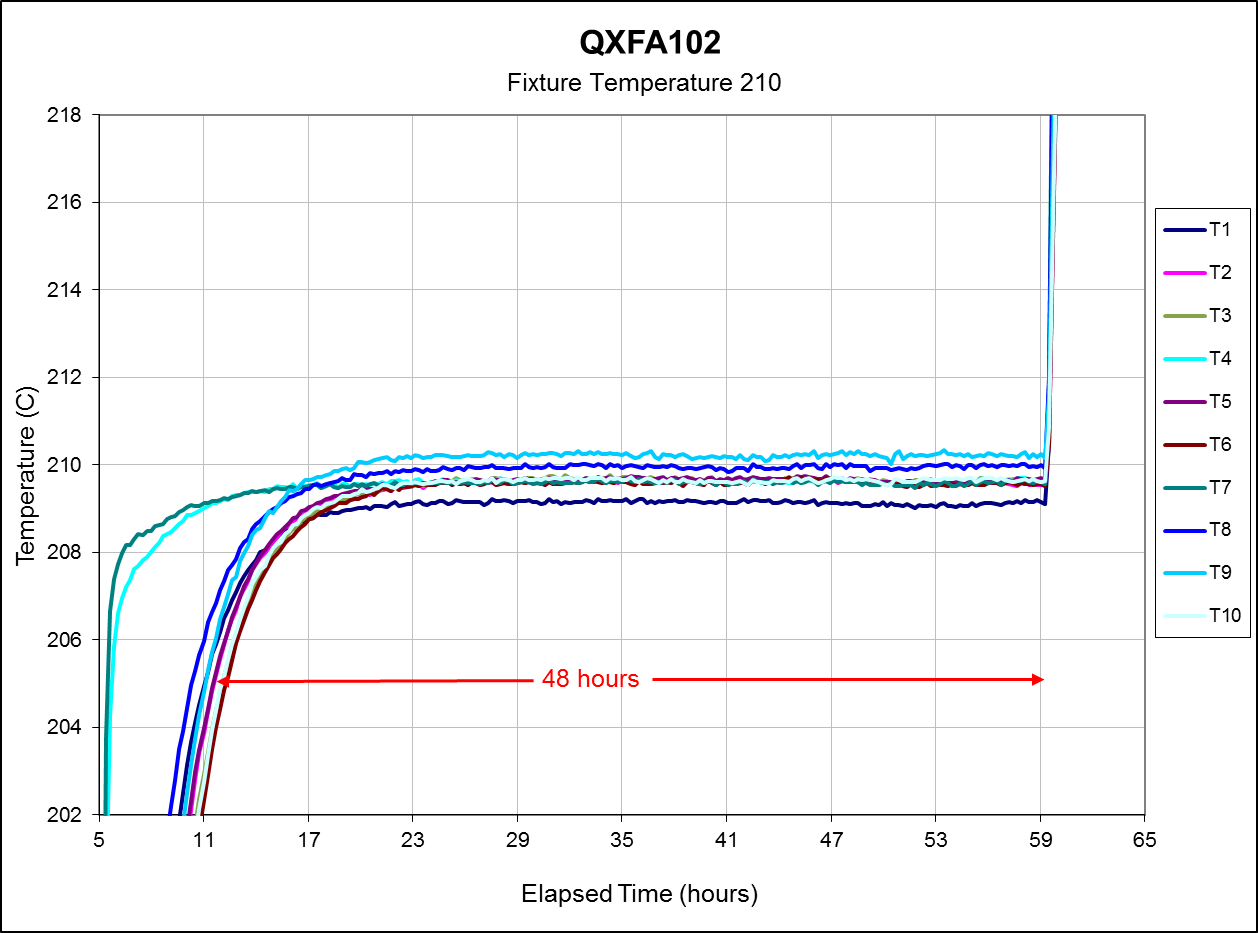 QXFA102
Fixture Temperature 210
218
216
214
212
210
208
206
204
202
Temperature (C)
48 hours
5 11 17 23 29 35 41 47 53 59 65
Elapsed Time (hours)
T1
T2
T3
T4
T5
T6
T7
T8
T9
T10